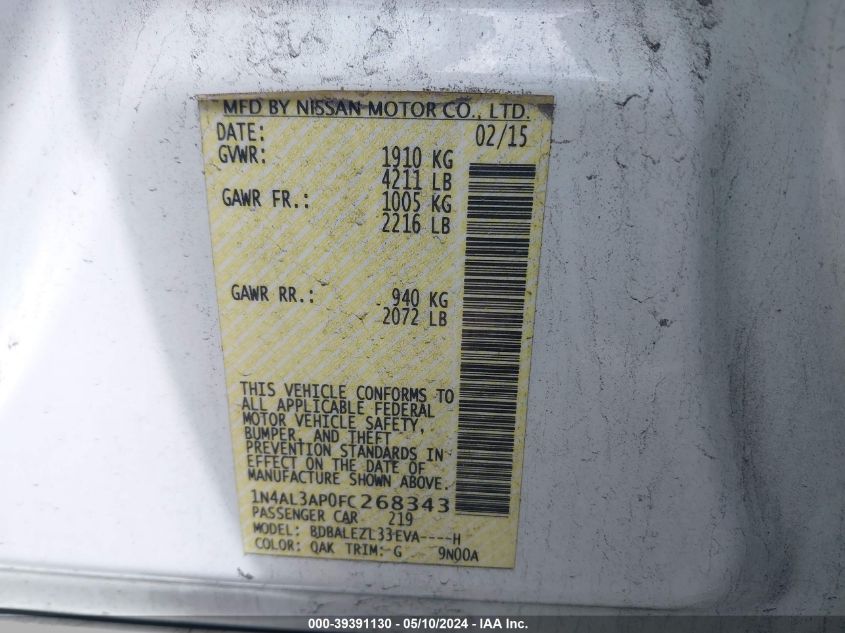 MFD BY NISSAN MOTOR CO., LTD.
DATE: 02/15
GVWR: 1910 KG
4211 LB
GAWR FR.: 1005 KG
2216 LB
GAWR RR.: 940 KG
2072 LB
THIS VEHICLE CONFORMS TO
ALL APPLICABLE FEDERAL
MOTOR VEHICLE SAFETY,
BUMPER, AND THEFT
PREVENTION STANDARDS IN
EFFECT ON THE DATE OF
MANUFACTURE SHOWN ABOVE.
1N4AL3AP0FC268343
PASSENGER CAR 219
MODEL: BDBALEZL33EVA----H
COLOR: QAK TRIM: G 9N00A
000-39391130 - 05/10/2024 - IAA Inc.